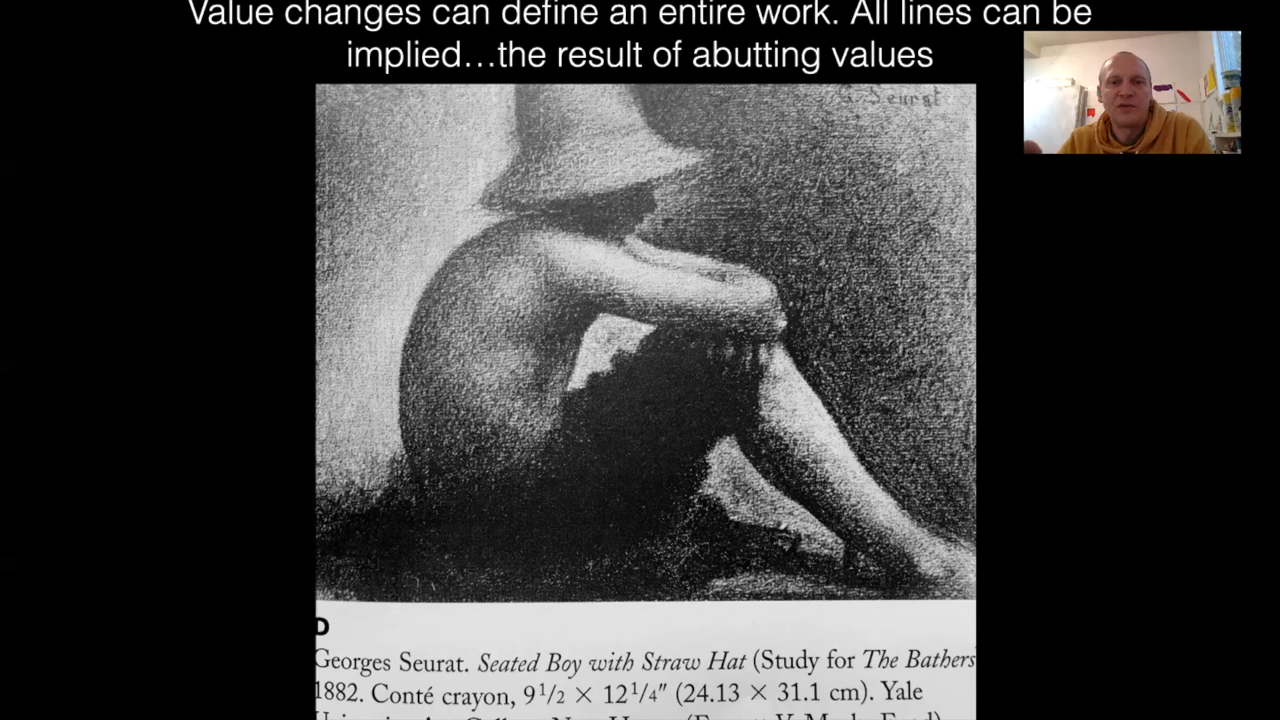 Value changes can define an entire work. All lines can be
implied...the result of abutting values
Seurat
D
Georges Seurat. Seated Boy with Straw Hat (Study for The Bathers
1882. Conté crayon, 9 1/2 × 12 1/4" (24.13 × 31.1 cm). Yale